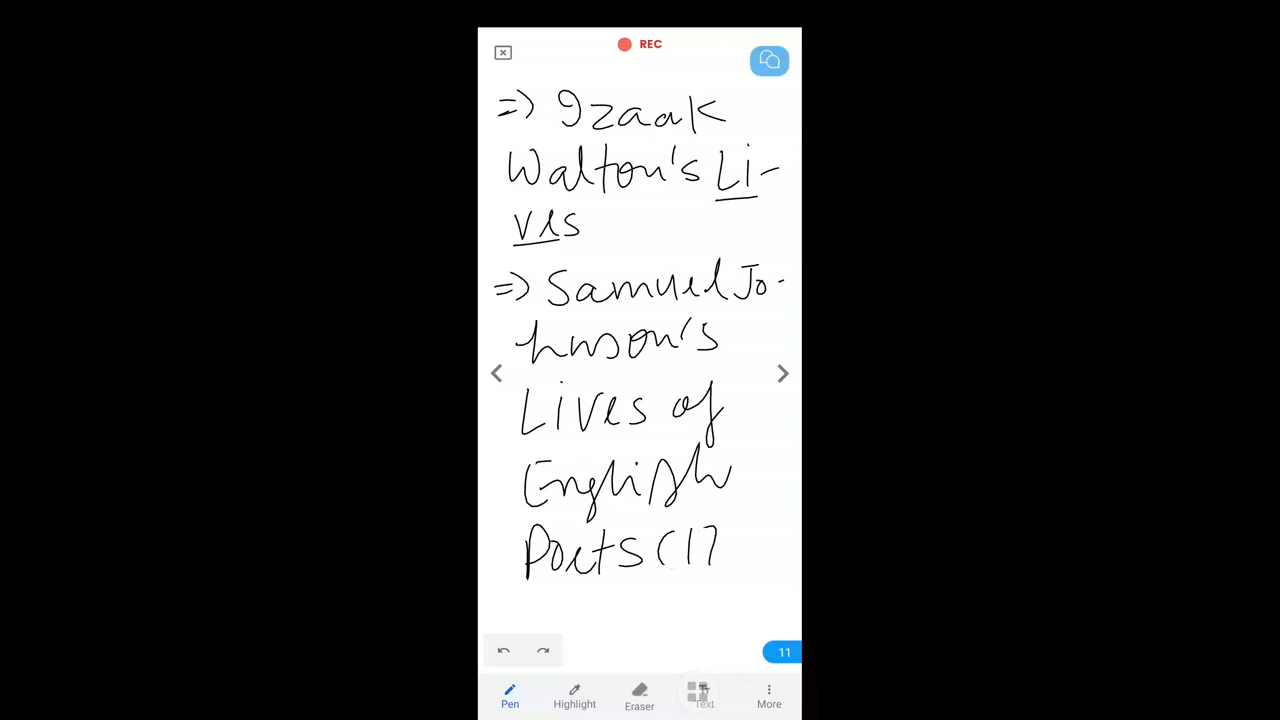 REC
=> Izaak
Walton's Li-
ves
=> Samuel Jo-
hnson's
Lives of
English
Poets (17
11
Pen
Highlight
Eraser
Text
More